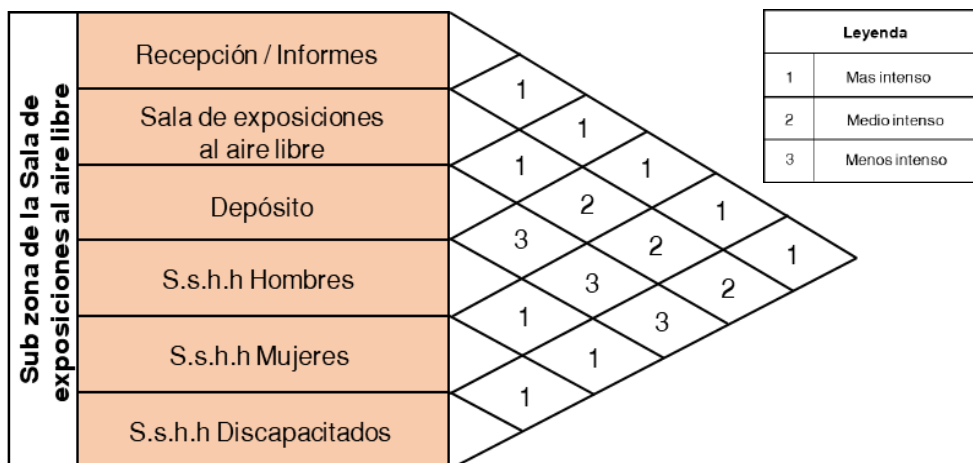 Sub zona de la Sala de
exposiciones al aire libre
Recepción / Informes
Sala de exposiciones
al aire libre
Depósito
S.s.h.h Hombres
S.s.h.h Mujeres
S.s.h.h Discapacitados
1
1
1
1
1
1
2
2
2
3
3
3
1
1
1
Leyenda
1 Mas intenso
2 Medio intenso
3 Menos intenso